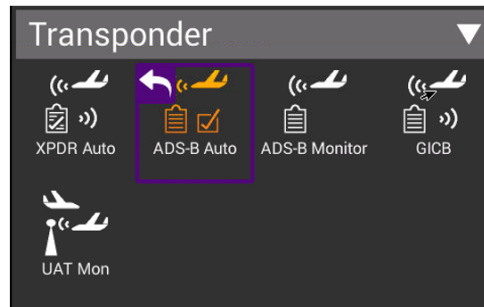 Transponder
XPDR Auto
ADS-B Auto
ADS-B Monitor
GICB
UAT Mon